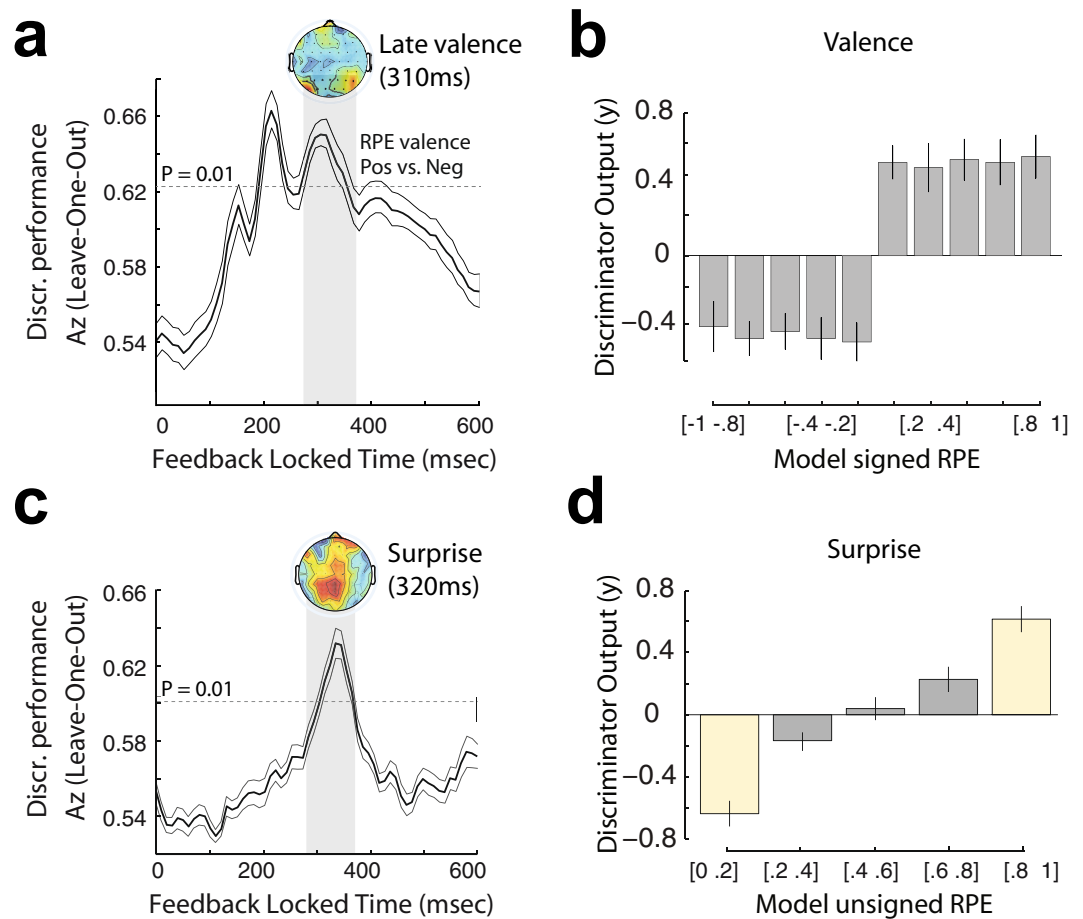 a
Late valence
(310ms)
RPE valence
Pos vs. Neg
P = 0.01
0.66
0.62
0.58
0.54
Discr. performance
Az (Leave-One-Out)
0 200 400 600
Feedback Locked Time (msec)
b
Valence
0.8
0.4
0
−0.4
Discriminator Output (y)
[-1 -.8] [-.4 -.2] [.2 .4] [.8 1]
Model signed RPE
c
Surprise
(320ms)
P = 0.01
0.66
0.62
0.58
0.54
Discr. performance
Az (Leave-One-Out)
0 200 400 600
Feedback Locked Time (msec)
d
Surprise
0.8
0.4
0
−0.4
−0.8
Discriminator Output (y)
[0 .2] [.2 .4] [.4 .6] [.6 .8] [.8 1]
Model unsigned RPE